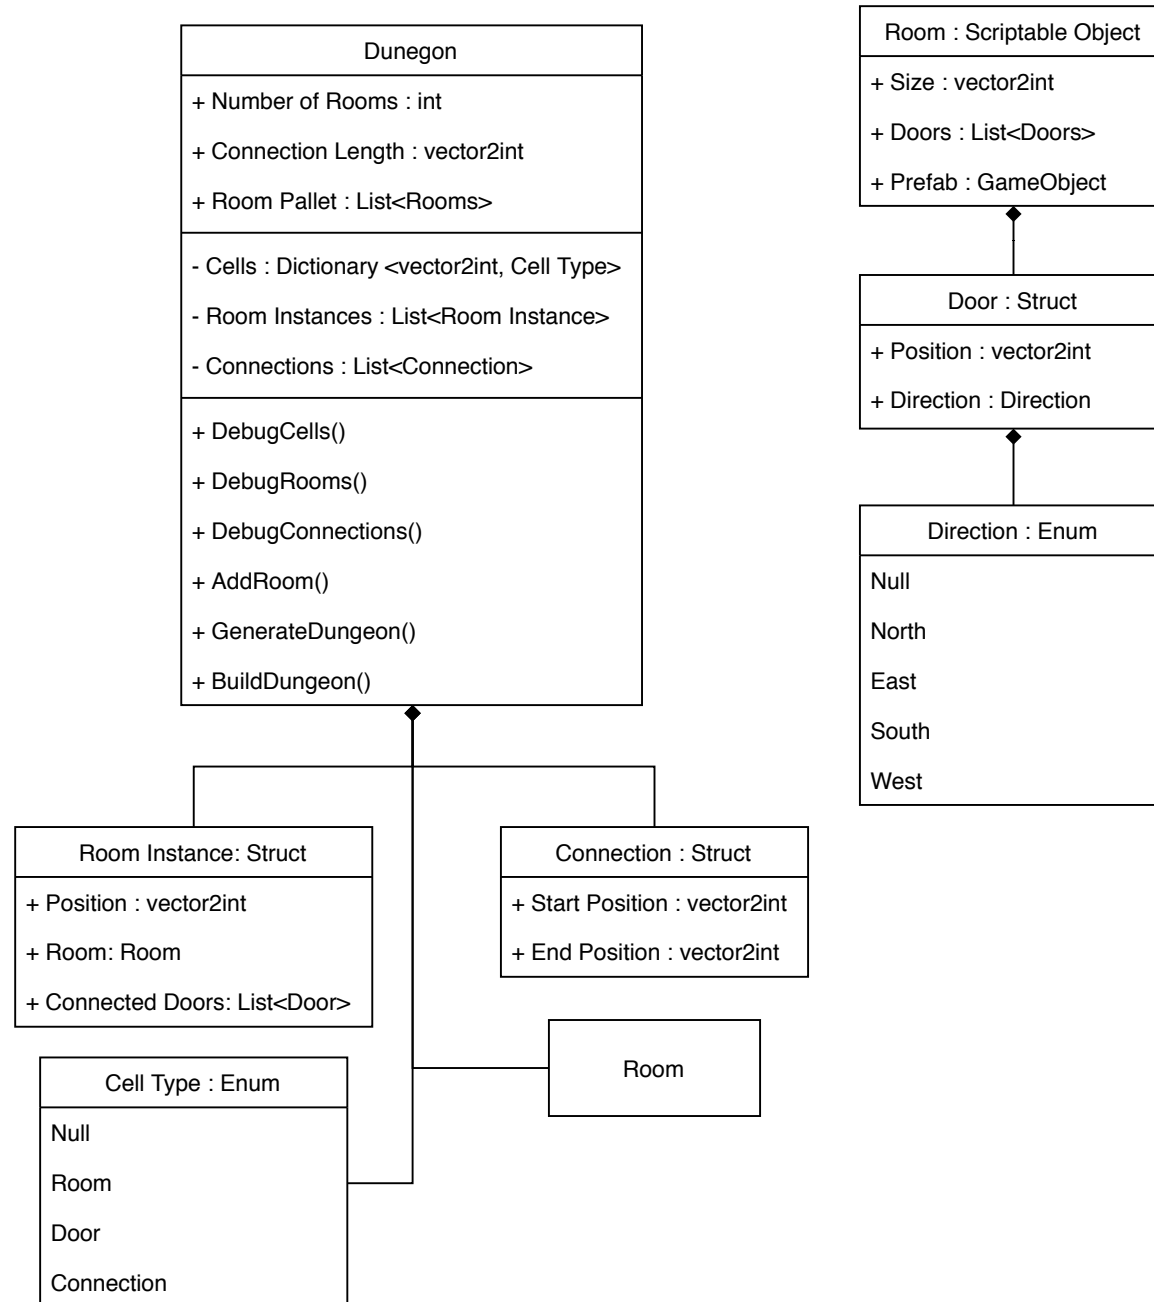 Dunegon
+ Number of Rooms : int
+ Connection Length : vector2int
+ Room Pallet : List<Rooms>
- Cells : Dictionary <vector2int, Cell Type>
- Room Instances : List<Room Instance>
- Connections : List<Connection>
+ DebugCells()
+ DebugRooms()
+ DebugConnections()
+ AddRoom()
+ GenerateDungeon()
+ BuildDungeon()
Room Instance: Struct
+ Position : vector2int
+ Room: Room
+ Connected Doors: List<Door>
Connection : Struct
+ Start Position : vector2int
+ End Position : vector2int
Room
Cell Type : Enum
Null
Room
Door
Connection
Room : Scriptable Object
+ Size : vector2int
+ Doors : List<Doors>
+ Prefab : GameObject
Door : Struct
+ Position : vector2int
+ Direction : Direction
Direction : Enum
Null
North
East
South
West